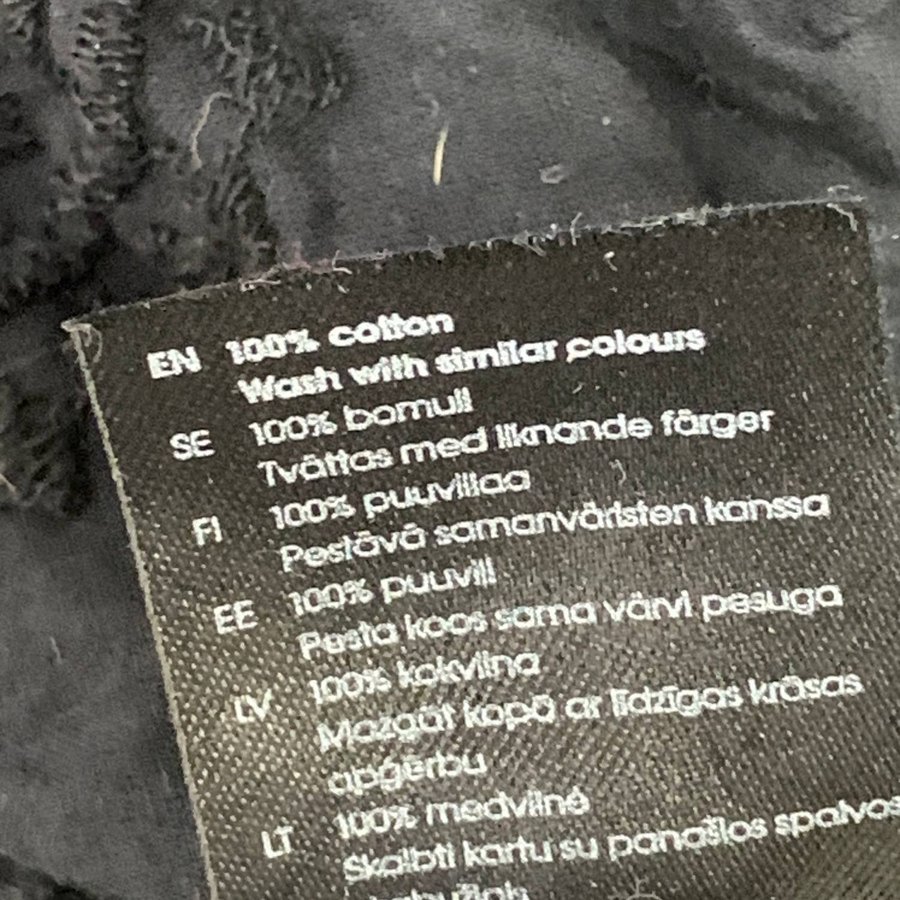 EN 100% cotton
Wash with similar colours
SE 100% bomull
Tvättas med liknande färger
FI 100% puuvillaa
Pestävä samanväristen kanssa
EE 100% puuvill
Pesta koos sama värvi pesuga
LV 100% kokvilna
Mazgāt kopā ar līdzīgas krāsas
apģērbu
LT 100% medvilnė
Skalbti kartu su panašios spalvos